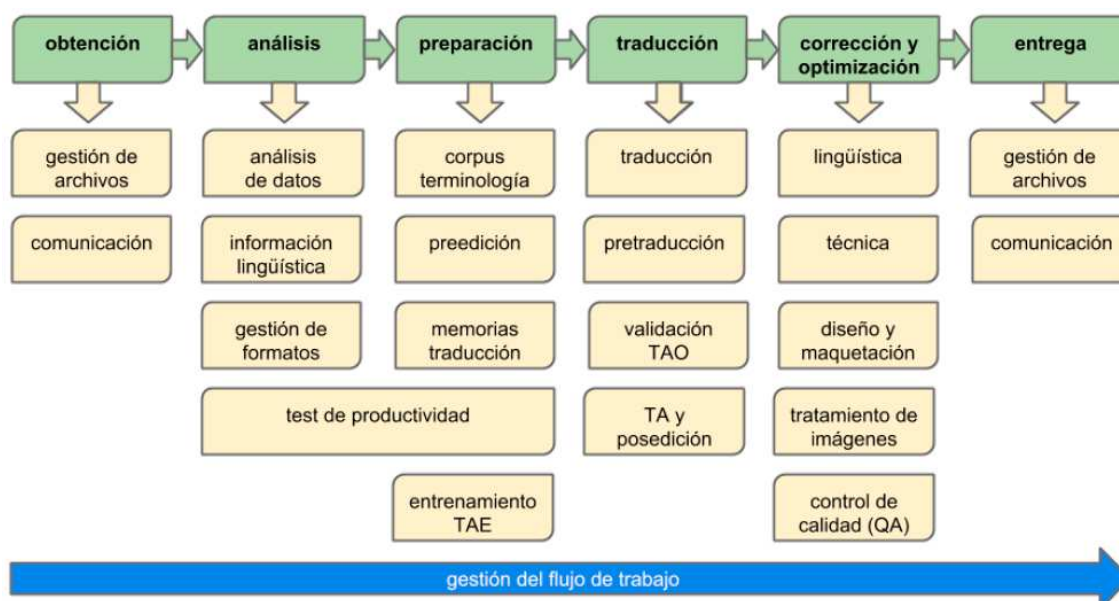 obtención
análisis
preparación
traducción
corrección y
optimización
entrega
gestión de
archivos
comunicación
análisis
de datos
información
lingüística
gestión de
formatos
test de productividad
corpus
terminología
preedición
memorias
traducción
entrenamiento
TAE
traducción
pretraducción
validación
TAO
TA y
posedición
lingüística
técnica
diseño y
maquetación
tratamiento de
imágenes
control de
calidad (QA)
gestión de
archivos
comunicación
gestión del flujo de trabajo